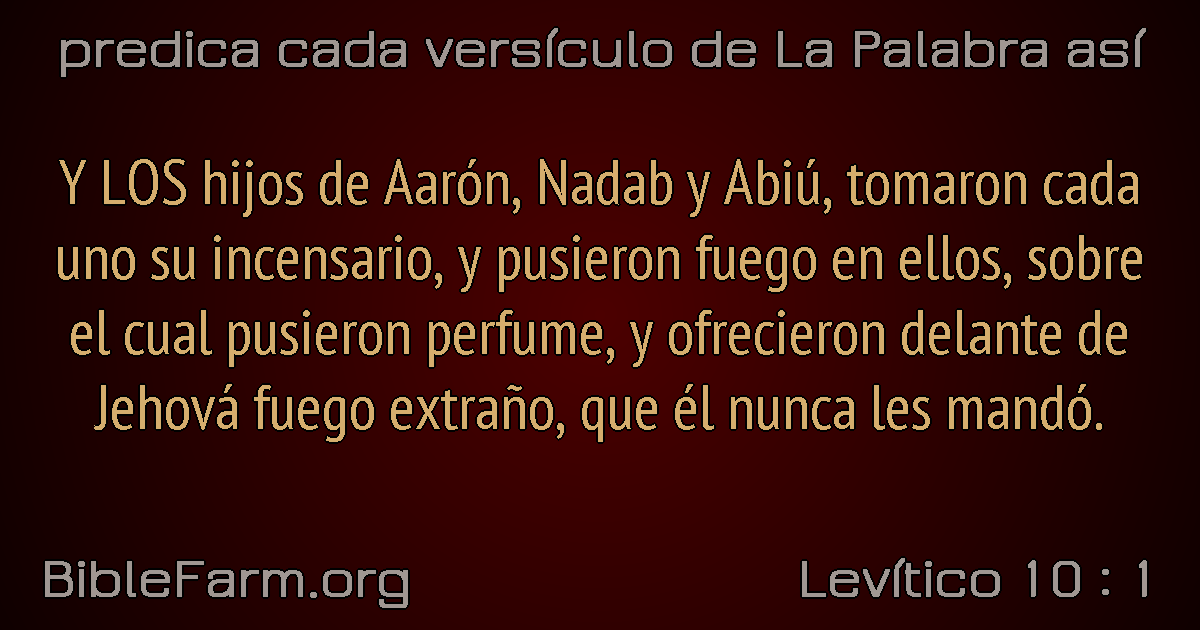 predica cada versículo de La Palabra así
Y LOS hijos de Aarón, Nadab y Abiú, tomaron cada
uno su incensario, y pusieron fuego en ellos, sobre
el cual pusieron perfume, y ofrecieron delante de
Jehová fuego extraño, que él nunca les mandó.
BibleFarm.org
Levítico 10 : 1